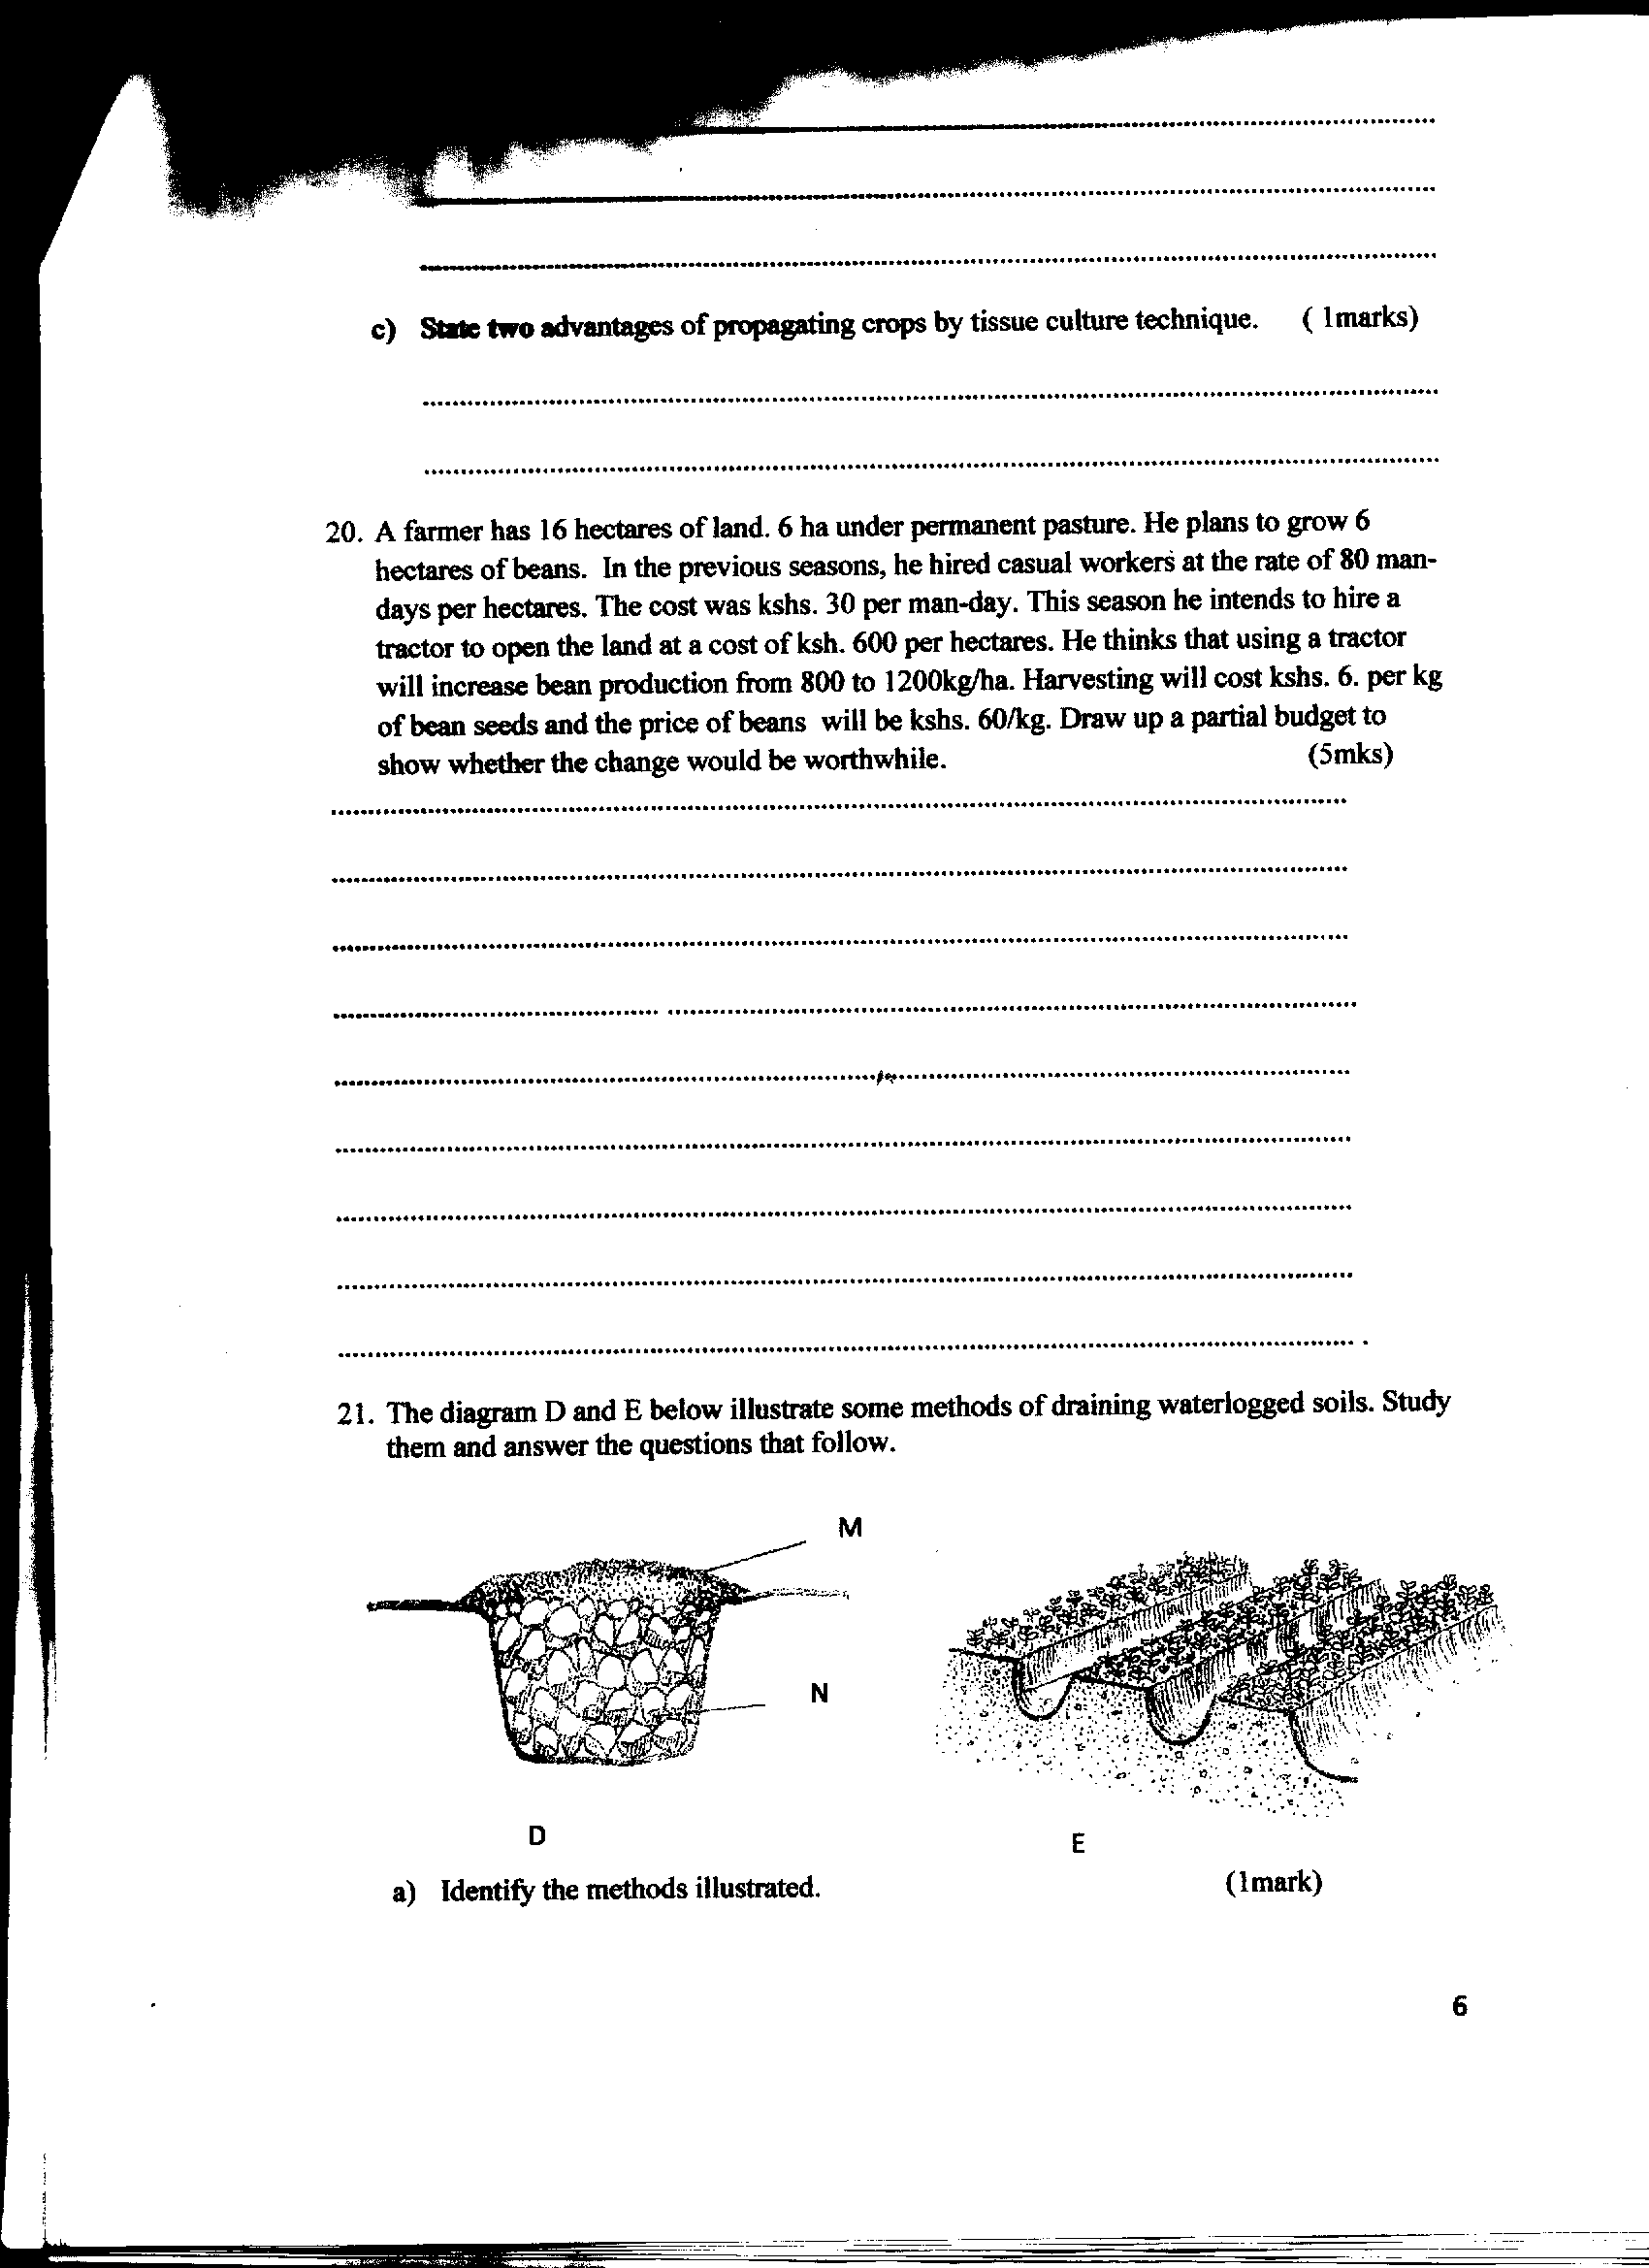 c) State two advantages of propagating crops by tissue culture technique. ( 1marks)
20. A farmer has 16 hectares of land. 6 ha under permanent pasture. He plans to grow 6
hectares of beans. In the previous seasons, he hired casual workers at the rate of 80 man-
days per hectares. The cost was kshs. 30 per man-day. This season he intends to hire a
tractor to open the land at a cost of ksh. 600 per hectares. He thinks that using a tractor
will increase bean production from 800 to 1200kg/ha. Harvesting will cost kshs. 6. per kg
of bean seeds and the price of beans will be kshs. 60/kg. Draw up a partial budget to
show whether the change would be worthwhile. (5mks)
21. The diagram D and E below illustrate some methods of draining waterlogged soils. Study
them and answer the questions that follow.
M
N
D
E
a) Identify the methods illustrated. (1mark)
6